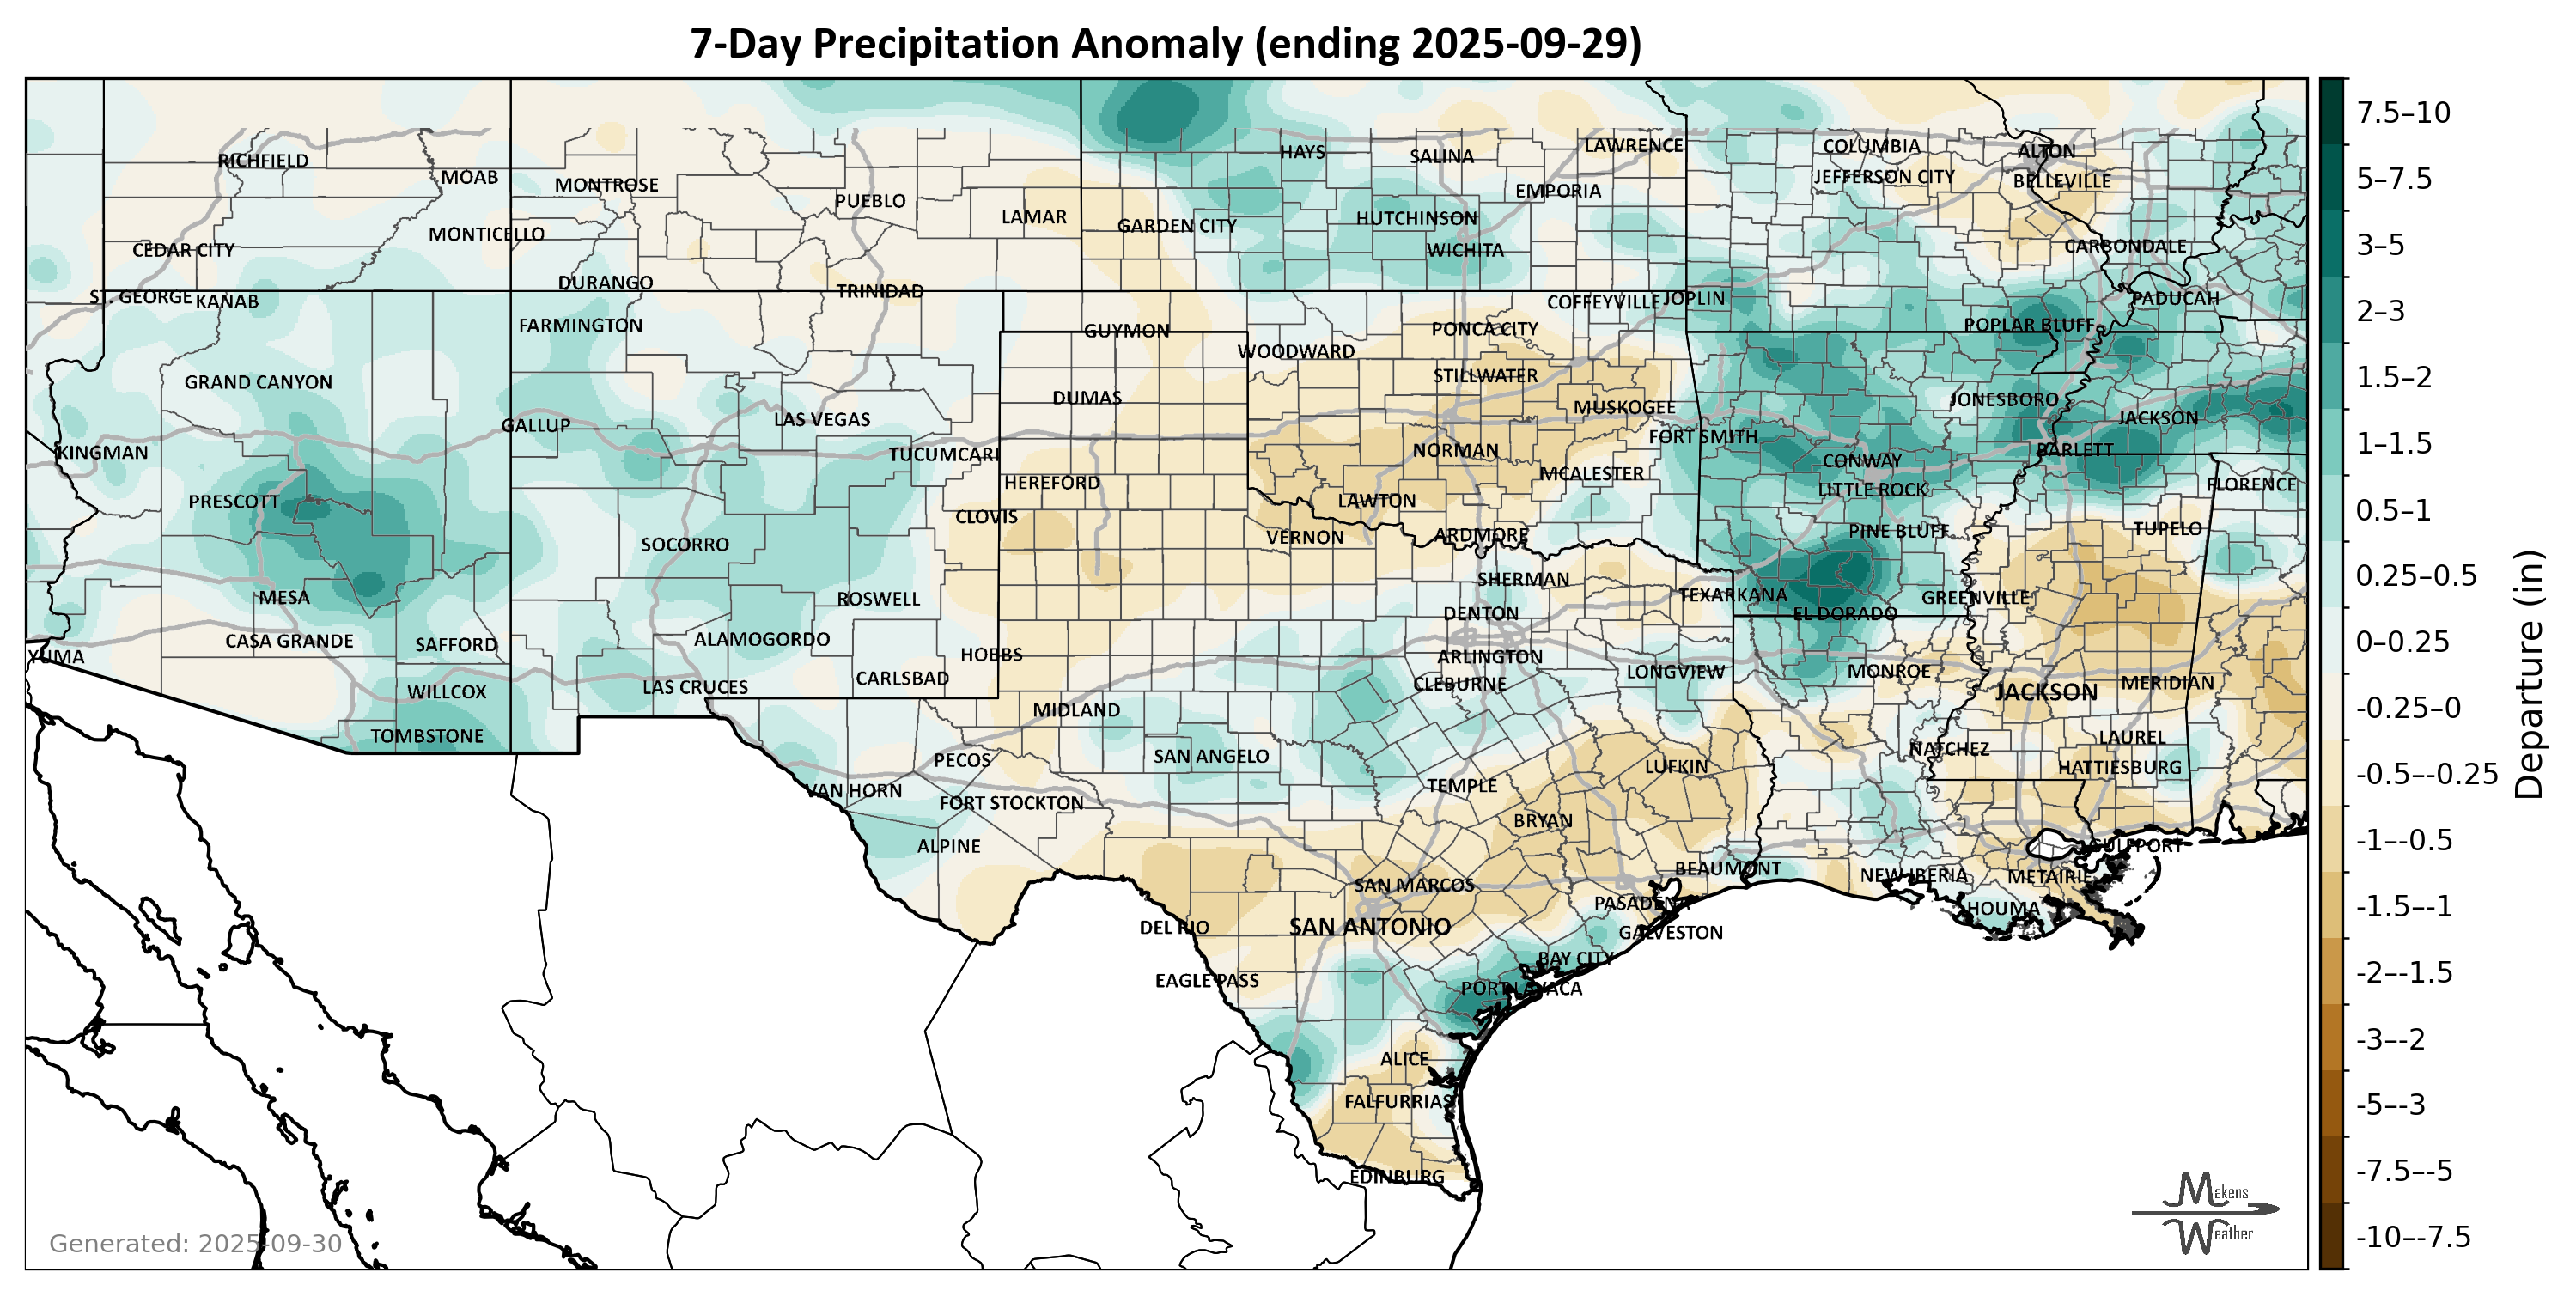 7-Day Precipitation Anomaly (ending 2025-09-29)
HAYS
SALINA
LAWRENCE
COLUMBIA
ALTON
RICHFIELD
MOAB
MONTROSE
PUEBLO
LAMAR
EMPORIA
JEFFERSON CITY
BELLEVILLE
GARDEN CITY
HUTCHINSON
WICHITA
MONTICELLO
CEDAR CITY
CARBONDALE
DURANGO
TRINIDAD
ST. GEORGE
KANAB
COFFEYVILLE
JOPLIN
PADUCAH
FARMINGTON
GUYMON
PONCA CITY
POPLAR BLUFF
WOODWARD
GRAND CANYON
STILLWATER
DUMAS
MUSKOGEE
JONESBORO
JACKSON
GALLUP
LAS VEGAS
FORT SMITH
KINGMAN
TUCUMCARI
NORMAN
BARLETT
CONWAY
MCALESTER
HEREFORD
LITTLE ROCK
FLORENCE
PRESCOTT
LAWTON
CLOVIS
VERNON
ARDMORE
PINE BLUFF
TUPELO
SOCORRO
SHERMAN
MESA
ROSWELL
TEXARKANA
GREENVILLE
DENTON
EL DORADO
CASA GRANDE
SAFFORD
ALAMOGORDO
HOBBS
ARLINGTON
YUMA
CARLSBAD
CLEBURNE
LONGVIEW
MONROE
WILLCOX
LAS CRUCES
JACKSON
MERIDIAN
MIDLAND
TOMBSTONE
SAN ANGELO
NATCHEZ
LAUREL
PECOS
LUFKIN
HATTIESBURG
VAN HORN
FORT STOCKTON
TEMPLE
BRYAN
ALPINE
GULFPORT
BEAUMONT
NEW IBERIA
METAIRIE
SAN MARCOS
PASADENA
HOUMA
DEL RIO
SAN ANTONIO
GALVESTON
BAY CITY
EAGLE PASS
PORT LAVACA
ALICE
FALFURRIAS
EDINBURG
Generated: 2025-09-30
Makens
Weather
7.5–10
5–7.5
3–5
2–3
1.5–2
1–1.5
0.5–1
0.25–0.5
0–0.25
-0.25–0
-0.5–-0.25
-1–-0.5
-1.5–-1
-2–-1.5
-3–-2
-5–-3
-7.5–-5
-10–-7.5
Departure (in)